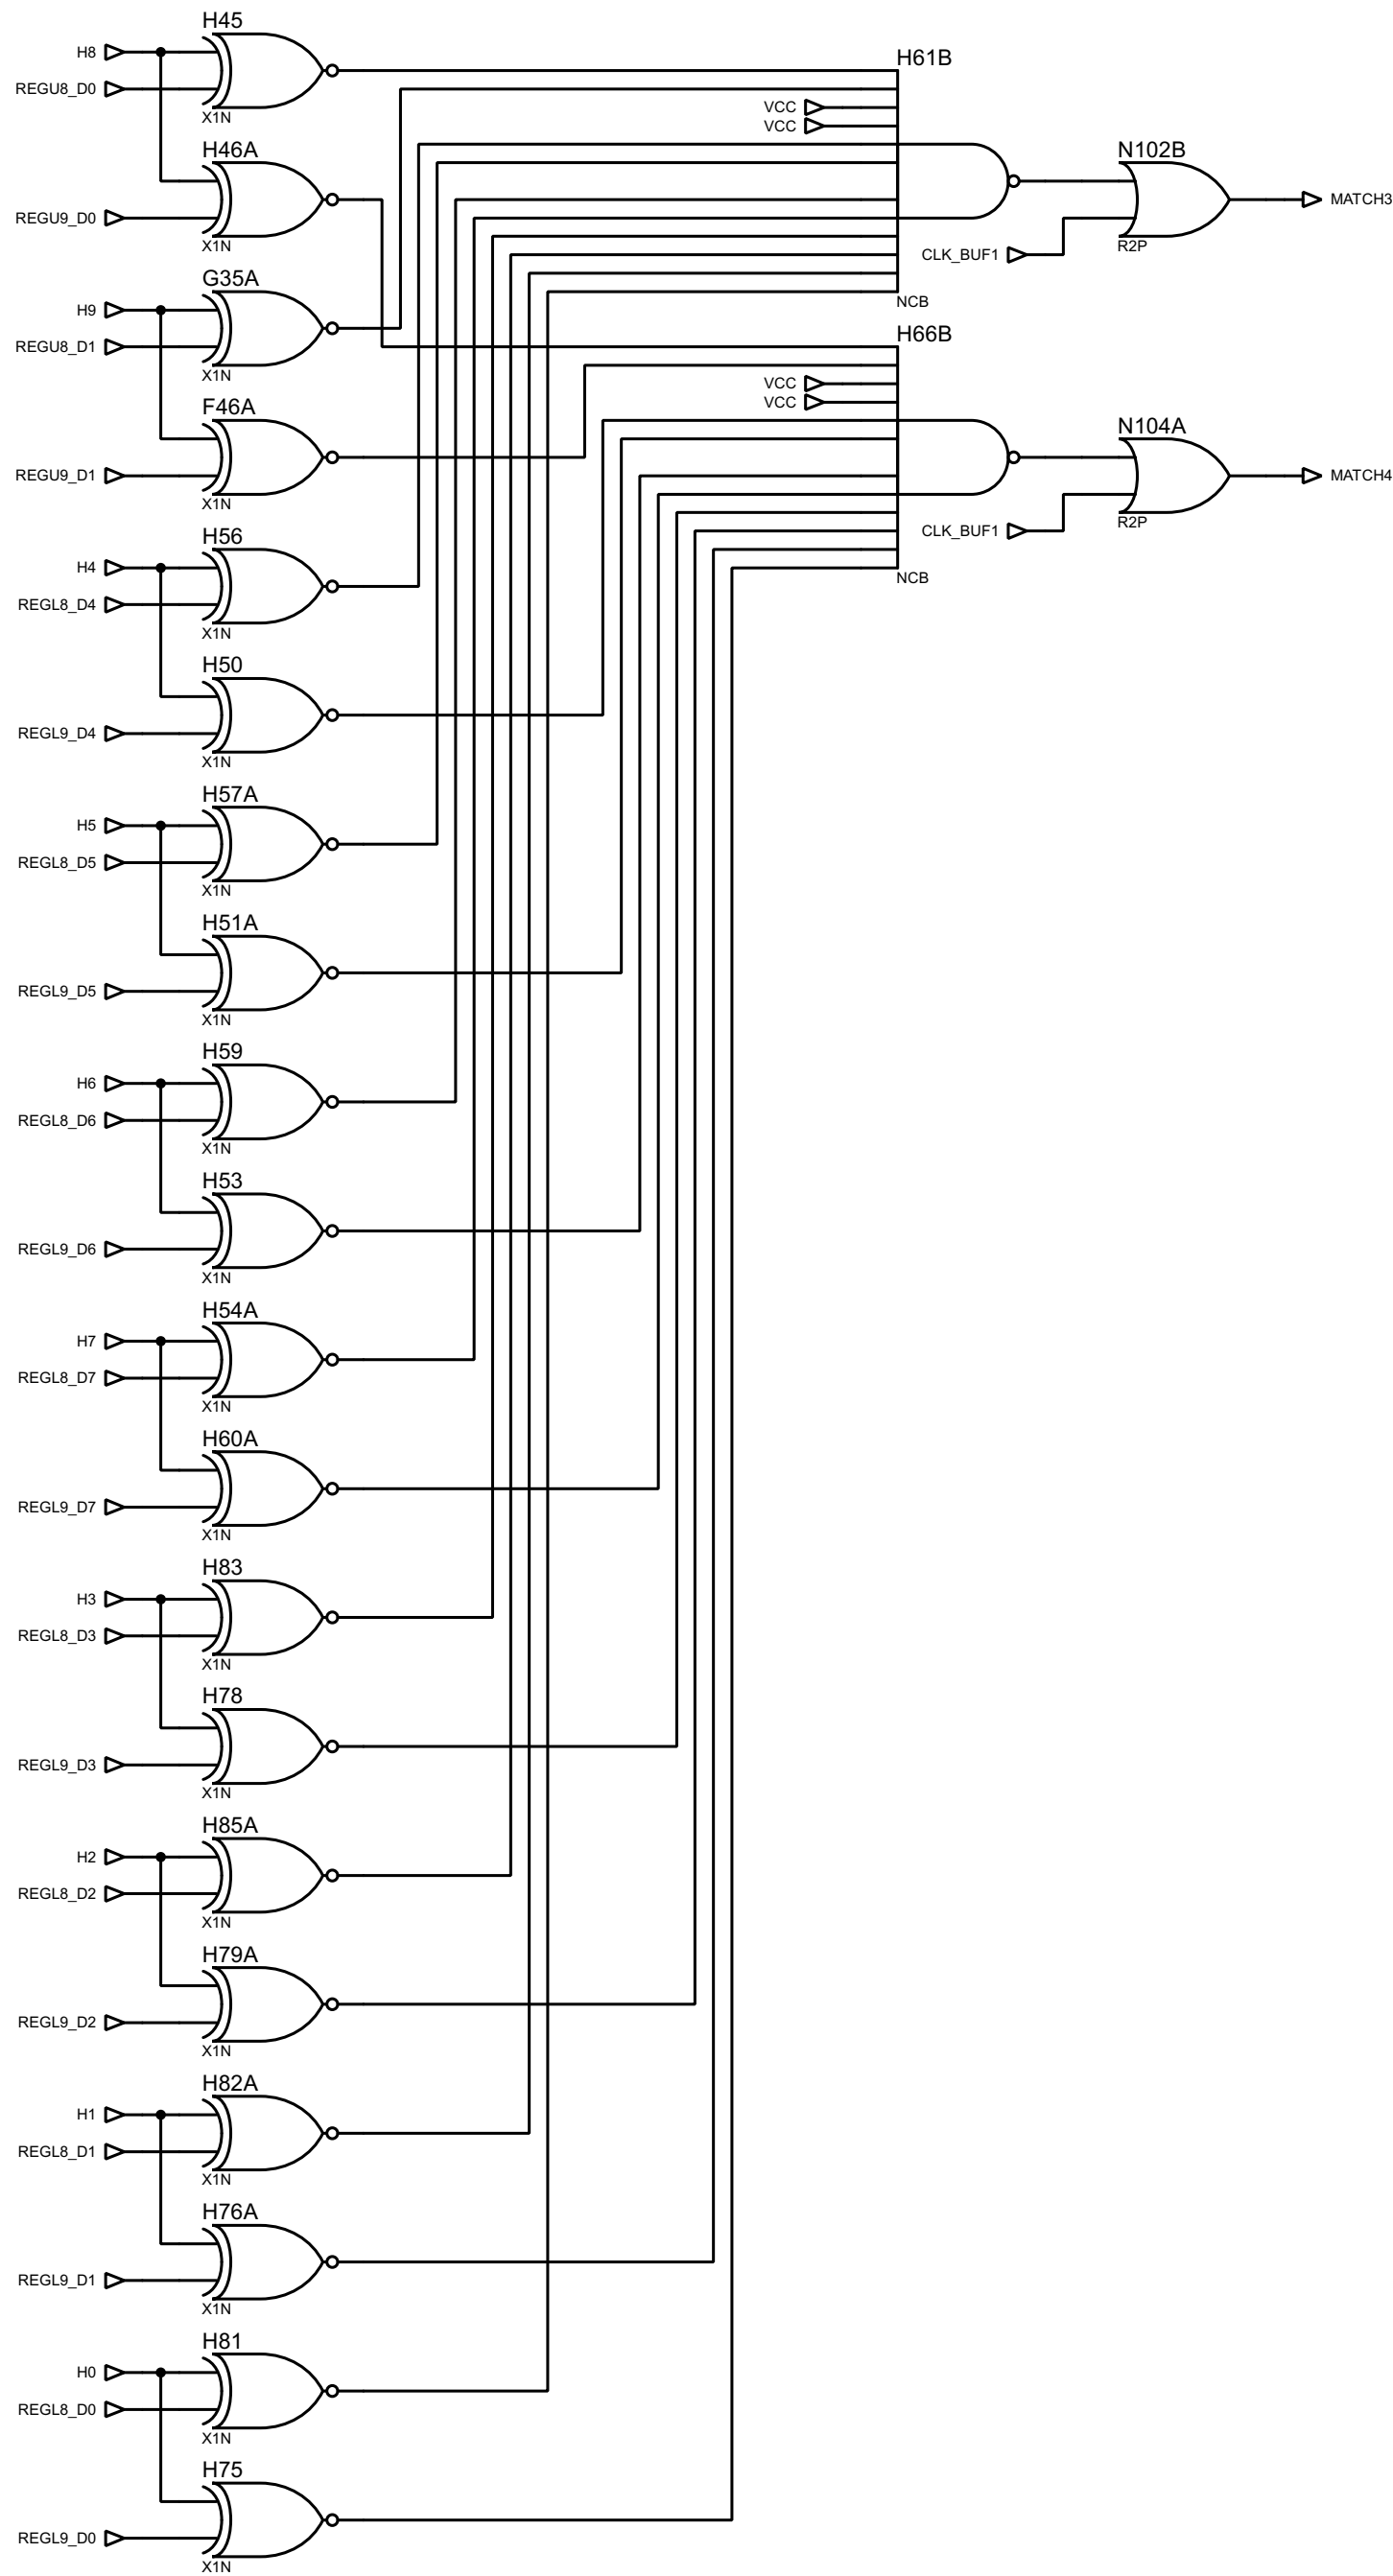 H45
H8
REGU8_D0
X1N
H61B
VCC
VCC
H46A
REGU9_D0
X1N
N102B
MATCH3
CLK_BUF1
R2P
NCB
G35A
H9
REGU8_D1
X1N
H66B
VCC
VCC
F46A
REGU9_D1
X1N
N104A
MATCH4
CLK_BUF1
R2P
NCB
H56
H4
REGL8_D4
X1N
H50
REGL9_D4
X1N
H57A
H5
REGL8_D5
X1N
H51A
REGL9_D5
X1N
H59
H6
REGL8_D6
X1N
H53
REGL9_D6
X1N
H54A
H7
REGL8_D7
X1N
H60A
REGL9_D7
X1N
H83
H3
REGL8_D3
X1N
H78
REGL9_D3
X1N
H85A
H2
REGL8_D2
X1N
H79A
REGL9_D2
X1N
H82A
H1
REGL8_D1
X1N
H76A
REGL9_D1
X1N
H81
H0
REGL8_D0
X1N
H75
REGL9_D0
X1N